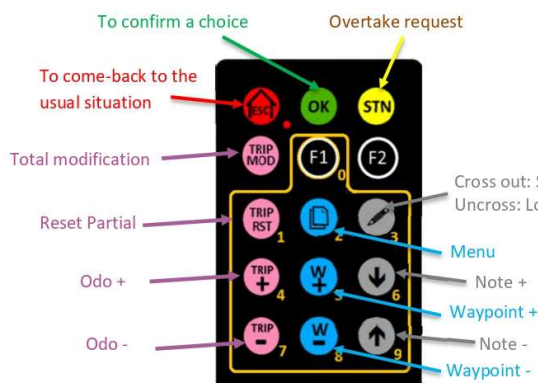 To confirm a choice
Overtake request
To come-back to the
usual situation
ESC
OK
STN
Total modification
TRIP
MOD
F1
0
F2
Cross out: S
Uncross: Lo
Reset Partial
TRIP
RST
1
2
3
Menu
Odo +
TRIP
+
4
W
+
5
6
Note +
Waypoint +
Odo -
TRIP
-
7
W
-
8
9
Note -
Waypoint -